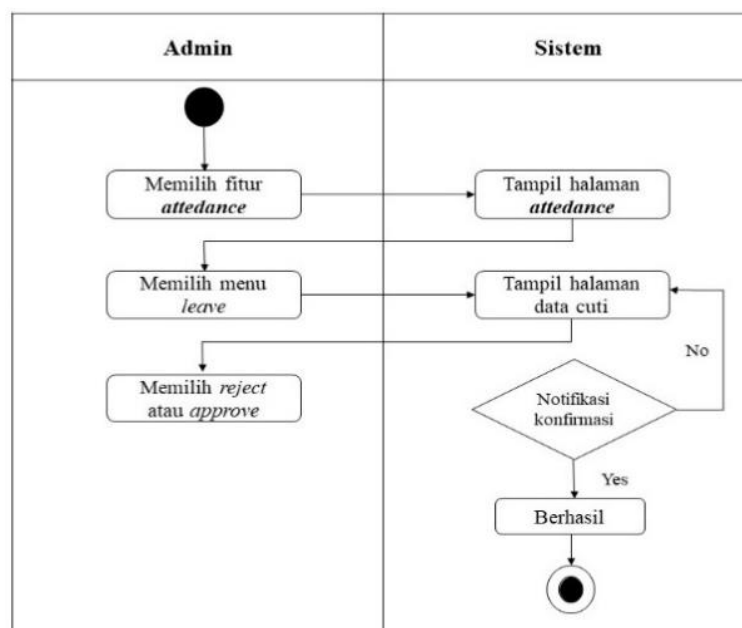 Admin
Sistem
Memilih fitur
attedance
Tampil halaman
attedance
Memilih menu
leave
Tampil halaman
data cuti
No
Memilih reject
atau approve
Notifikasi
konfirmasi
Yes
Berhasil